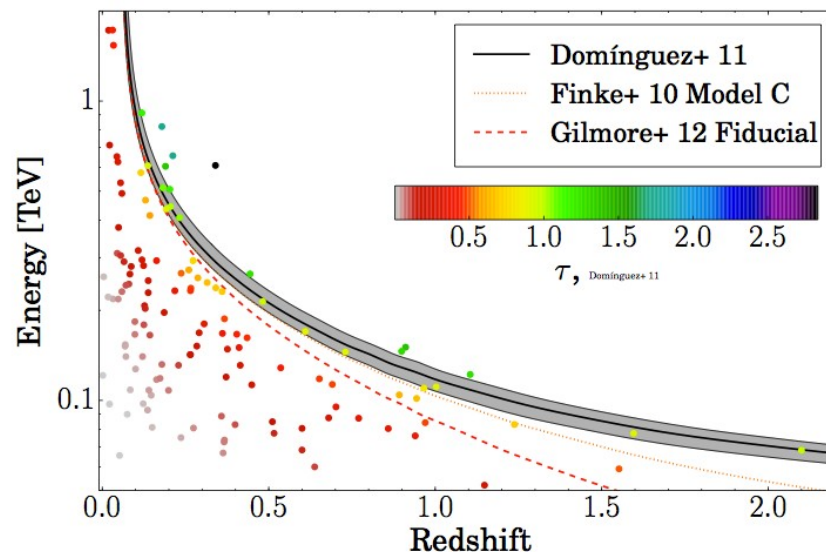 Domínguez+ 11
Finke+ 10 Model C
Gilmore+ 12 Fiducial
0.5 1.0 1.5 2.0 2.5
τ, Domínguez+ 11
Energy [TeV]
1
0.1
0.0 0.5 1.0 1.5 2.0
Redshift